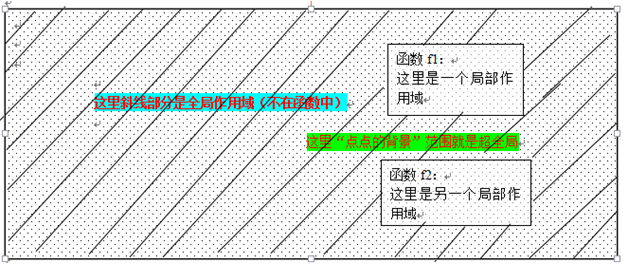 函数 f1：
这里是一个局部作
用域
这里斜线部分是全局作用域（不在函数中）
这里“点点的背景”范围就是超全局
函数 f2：
这里是另一个局部作
用域